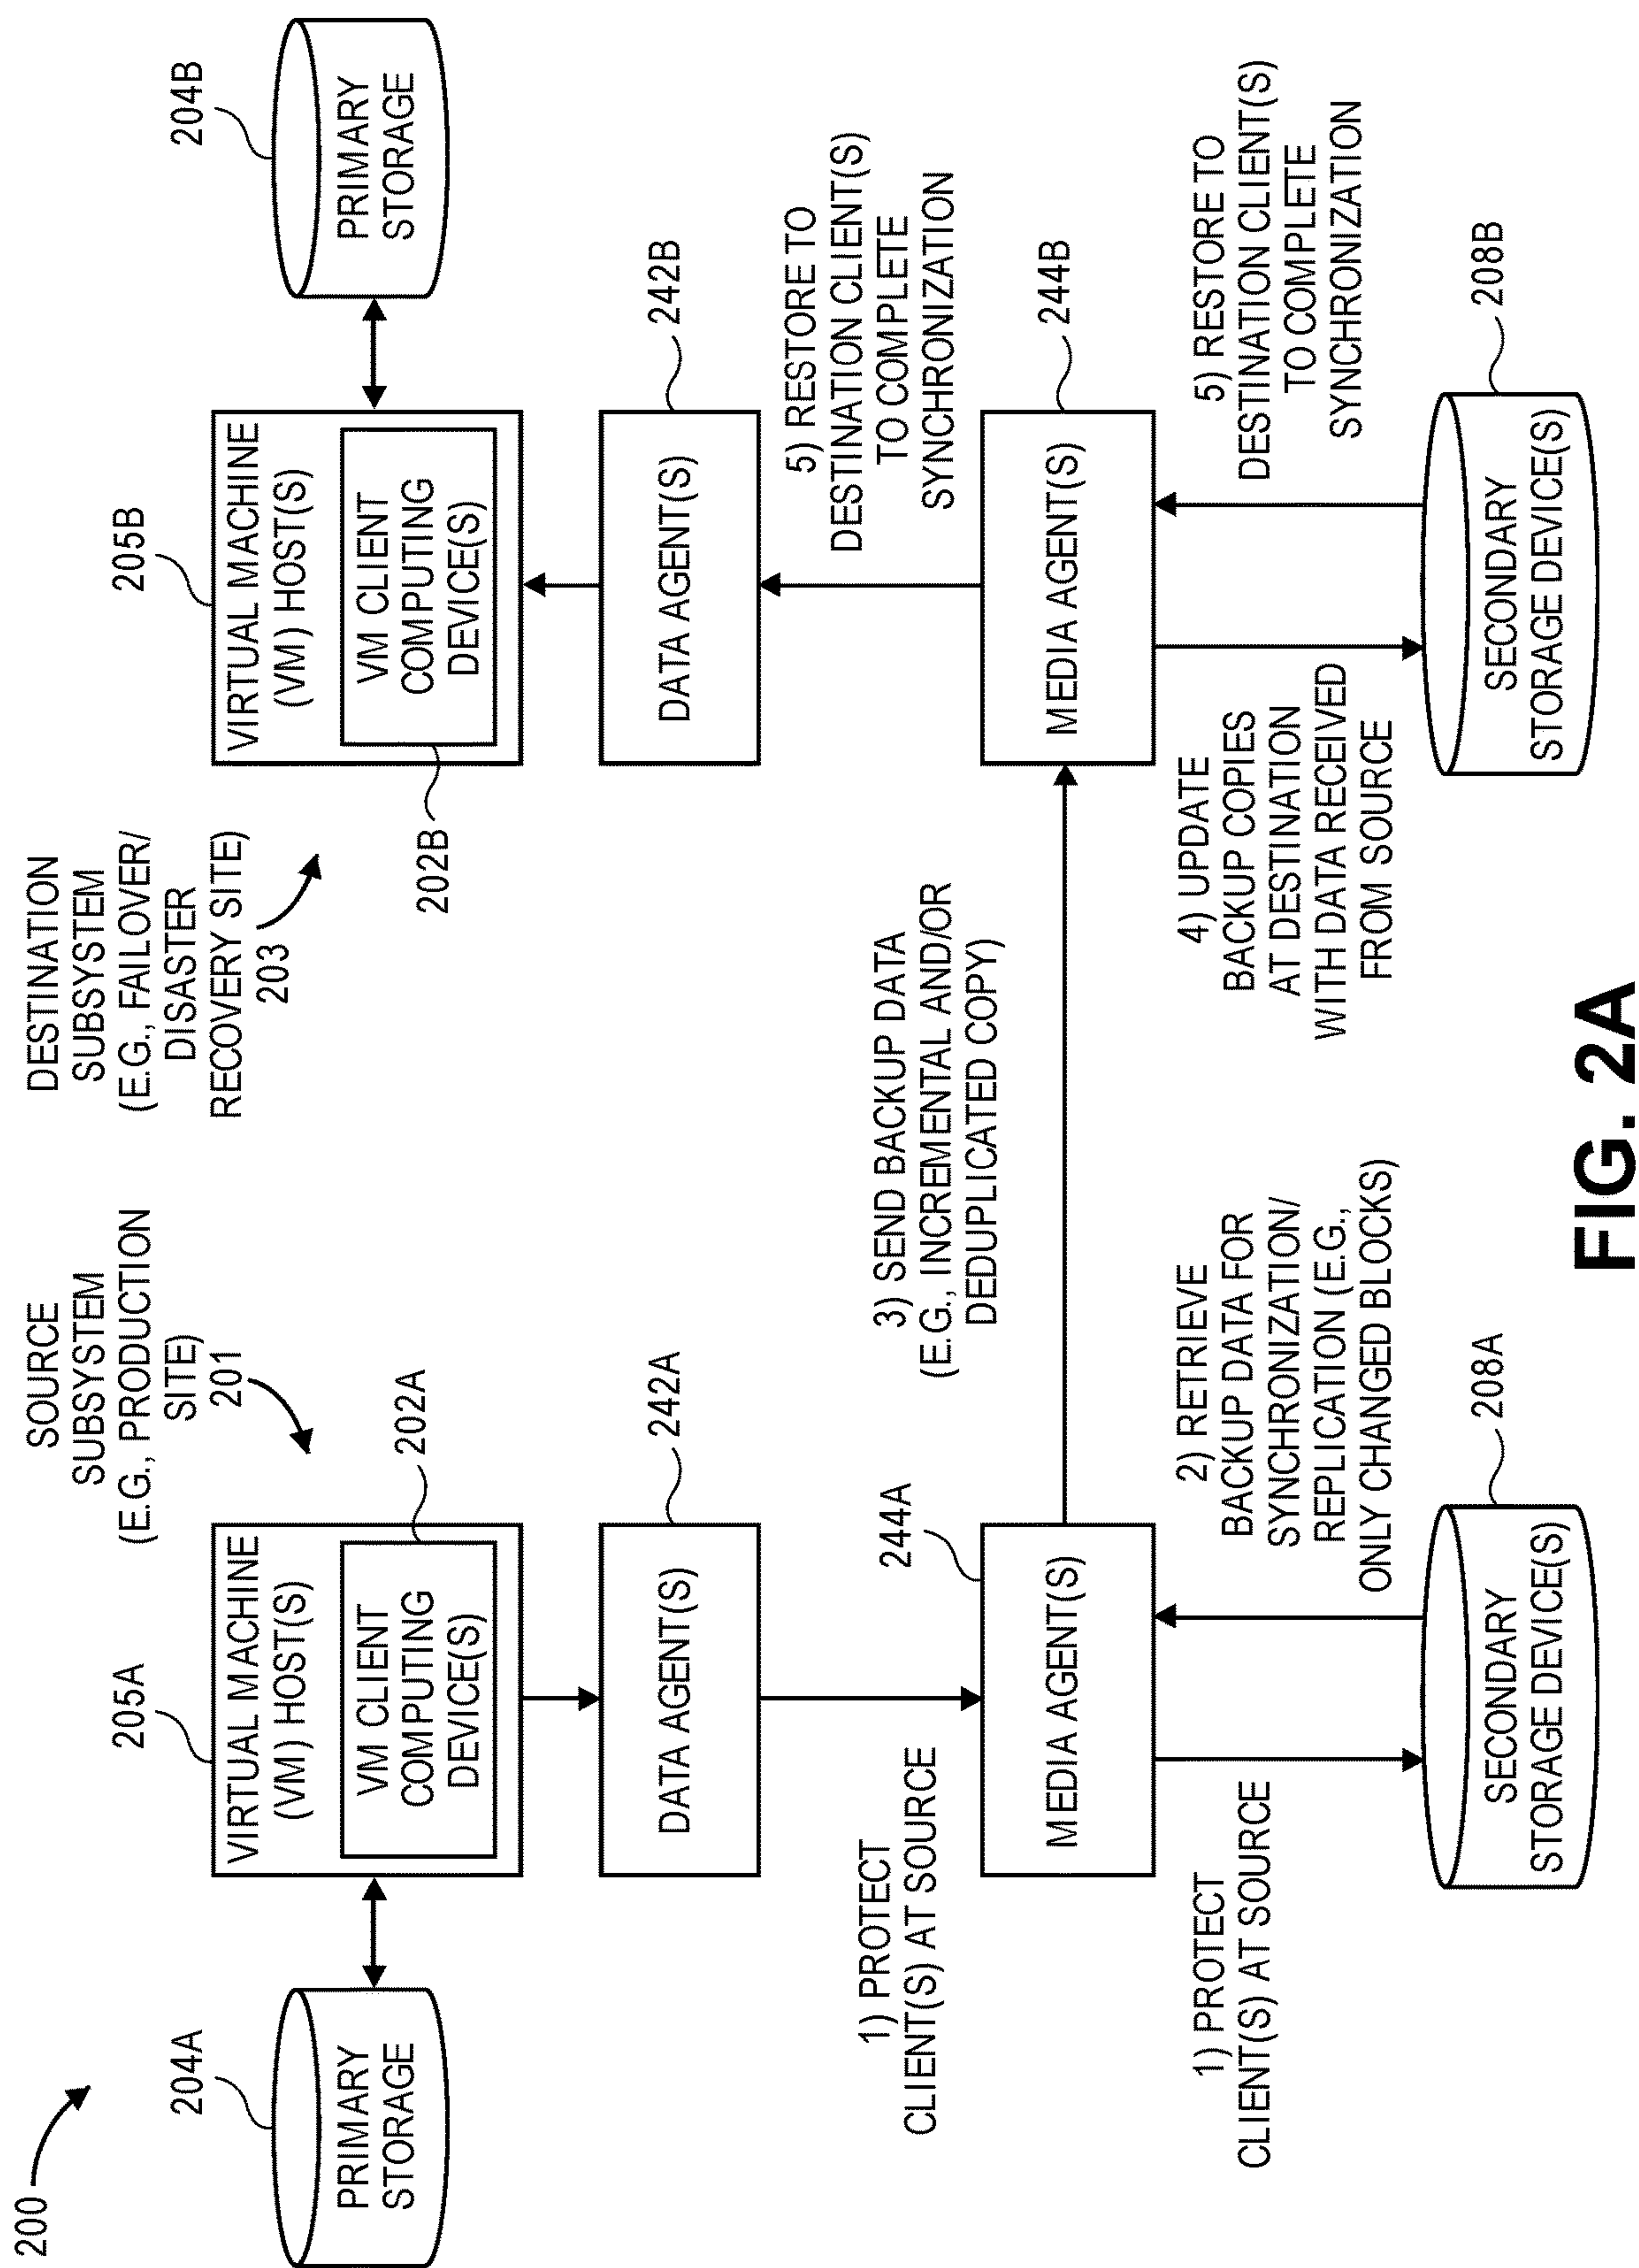 200
SOURCE
SUBSYSTEM
(E.G., PRODUCTION
SITE)
201
DESTINATION
SUBSYSTEM
(E.G., FAILOVER/
DISASTER
RECOVERY SITE)
203
204A
PRIMARY
STORAGE
205A
VIRTUAL MACHINE
(VM) HOST(S)
VM CLIENT
COMPUTING
DEVICE(S)
202A
205B
VIRTUAL MACHINE
(VM) HOST(S)
VM CLIENT
COMPUTING
DEVICE(S)
202B
204B
PRIMARY
STORAGE
DATA AGENT(S)
242A
DATA AGENT(S)
242B
1) PROTECT
CLIENT(S) AT SOURCE
3) SEND BACKUP DATA
(E.G., INCREMENTAL AND/OR
DEDUPLICATED COPY)
5) RESTORE TO
DESTINATION CLIENT(S)
TO COMPLETE
SYNCHRONIZATION
244A
MEDIA AGENT(S)
MEDIA AGENT(S)
244B
1) PROTECT
CLIENT(S) AT SOURCE
2) RETRIEVE
BACKUP DATA FOR
SYNCHRONIZATION/
REPLICATION (E.G.,
ONLY CHANGED BLOCKS)
4) UPDATE
BACKUP COPIES
AT DESTINATION
WITH DATA RECEIVED
FROM SOURCE
5) RESTORE TO
DESTINATION CLIENT(S)
TO COMPLETE
SYNCHRONIZATION
SECONDARY
STORAGE DEVICE(S)
208A
SECONDARY
STORAGE DEVICE(S)
208B
FIG. 2A